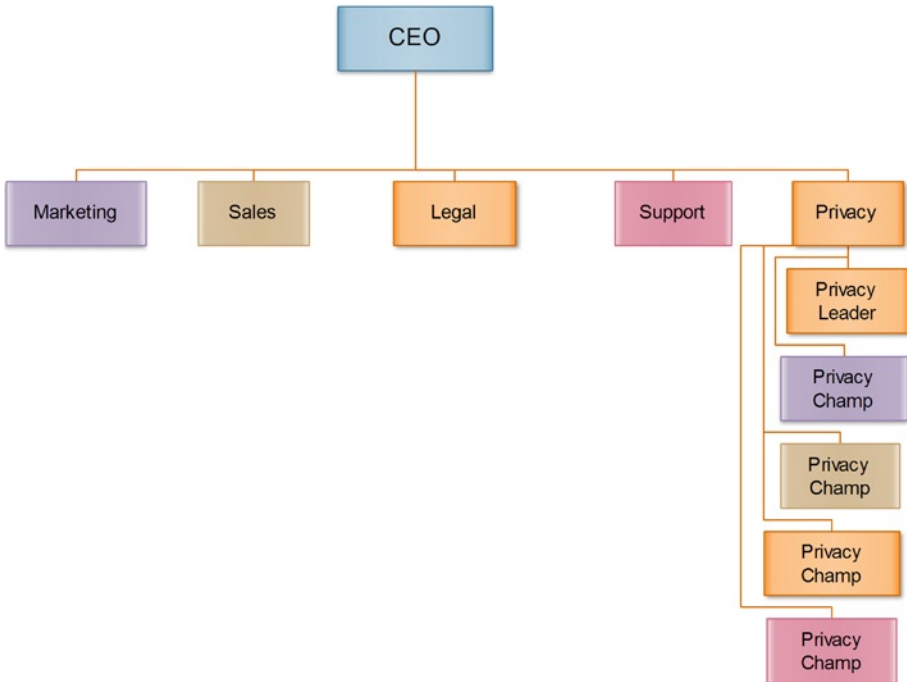 CEO
Marketing
Sales
Legal
Support
Privacy
Privacy
Leader
Privacy
Champ
Privacy
Champ
Privacy
Champ
Privacy
Champ